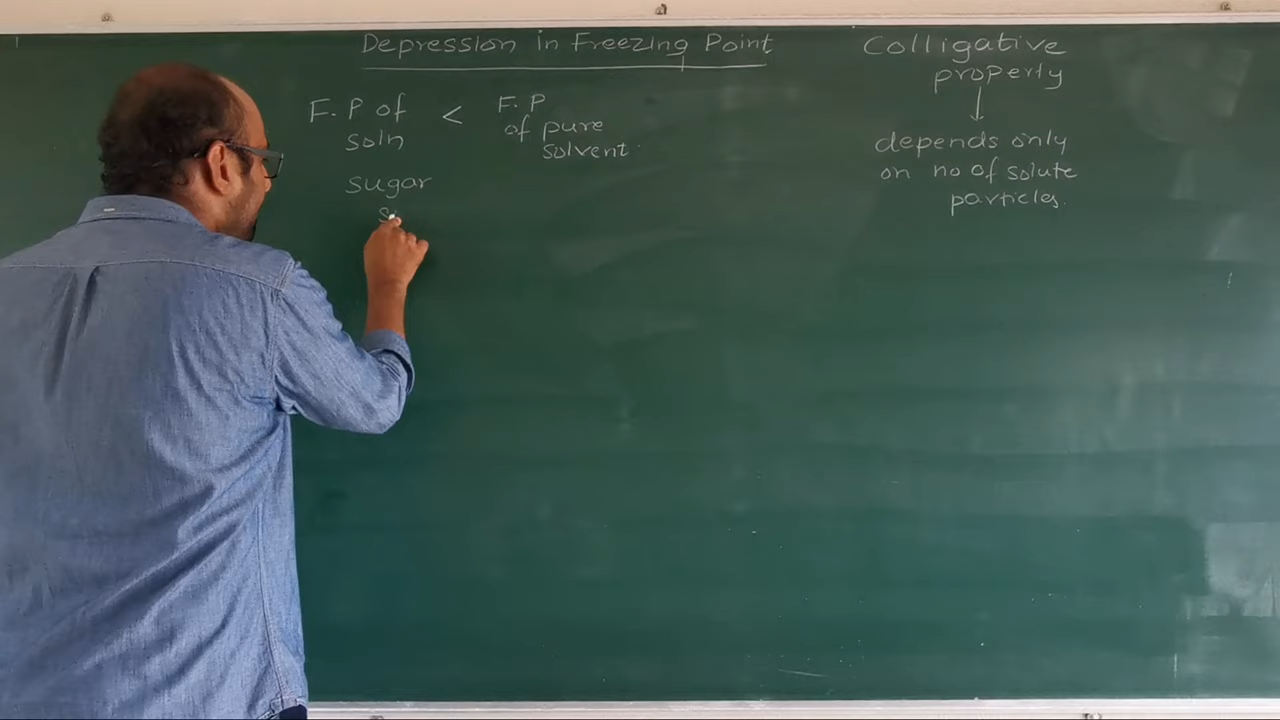 Depression in Freezing Point
F.P of
soln
<
F.P
of pure
solvent.
sugar
s
Colligative
property
↓
depends only
on no of solute
particles.